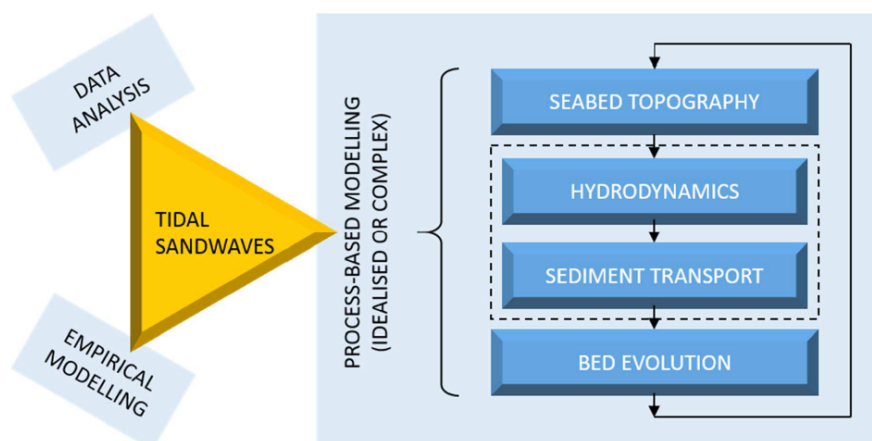 DATA
ANALYSIS
TIDAL
SANDWAVES
EMPIRICAL
MODELLING
PROCESS-BASED MODELLING
(IDEALISED OR COMPLEX)
SEABED TOPOGRAPHY
HYDRODYNAMICS
SEDIMENT TRANSPORT
BED EVOLUTION